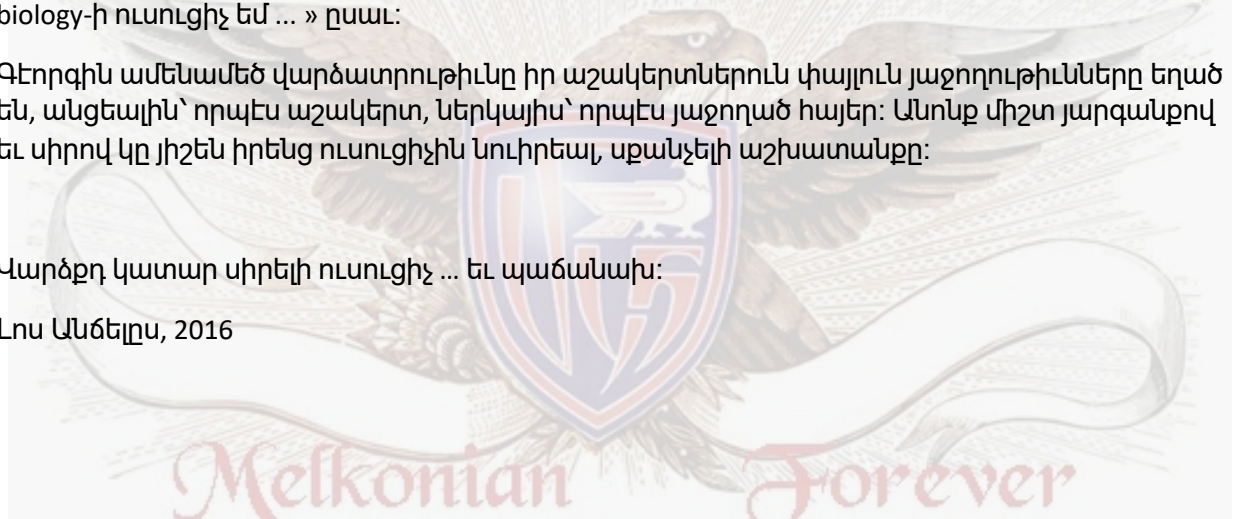 biology-ի ուսուցիչ եմ ... » ըսաւ:
Գէորգին ամենամեծ վարձատրութիւնը իր աշակերտներուն փայլուն յաջողութիւնները եղած
են, անցեալին՝ որպէս աշակերտ, ներկայիս՝ որպէս յաջողած հայեր: Անոնք միշտ յարգանքով
եւ սիրով կը յիշեն իրենց ուսուցիչին նուիրեալ, սքանչելի աշխատանքը:
Վարձքդ կատար սիրելի ուսուցիչ ... եւ պաճանախ:
Լոս Անճելըս, 2016
Melkonian Forever